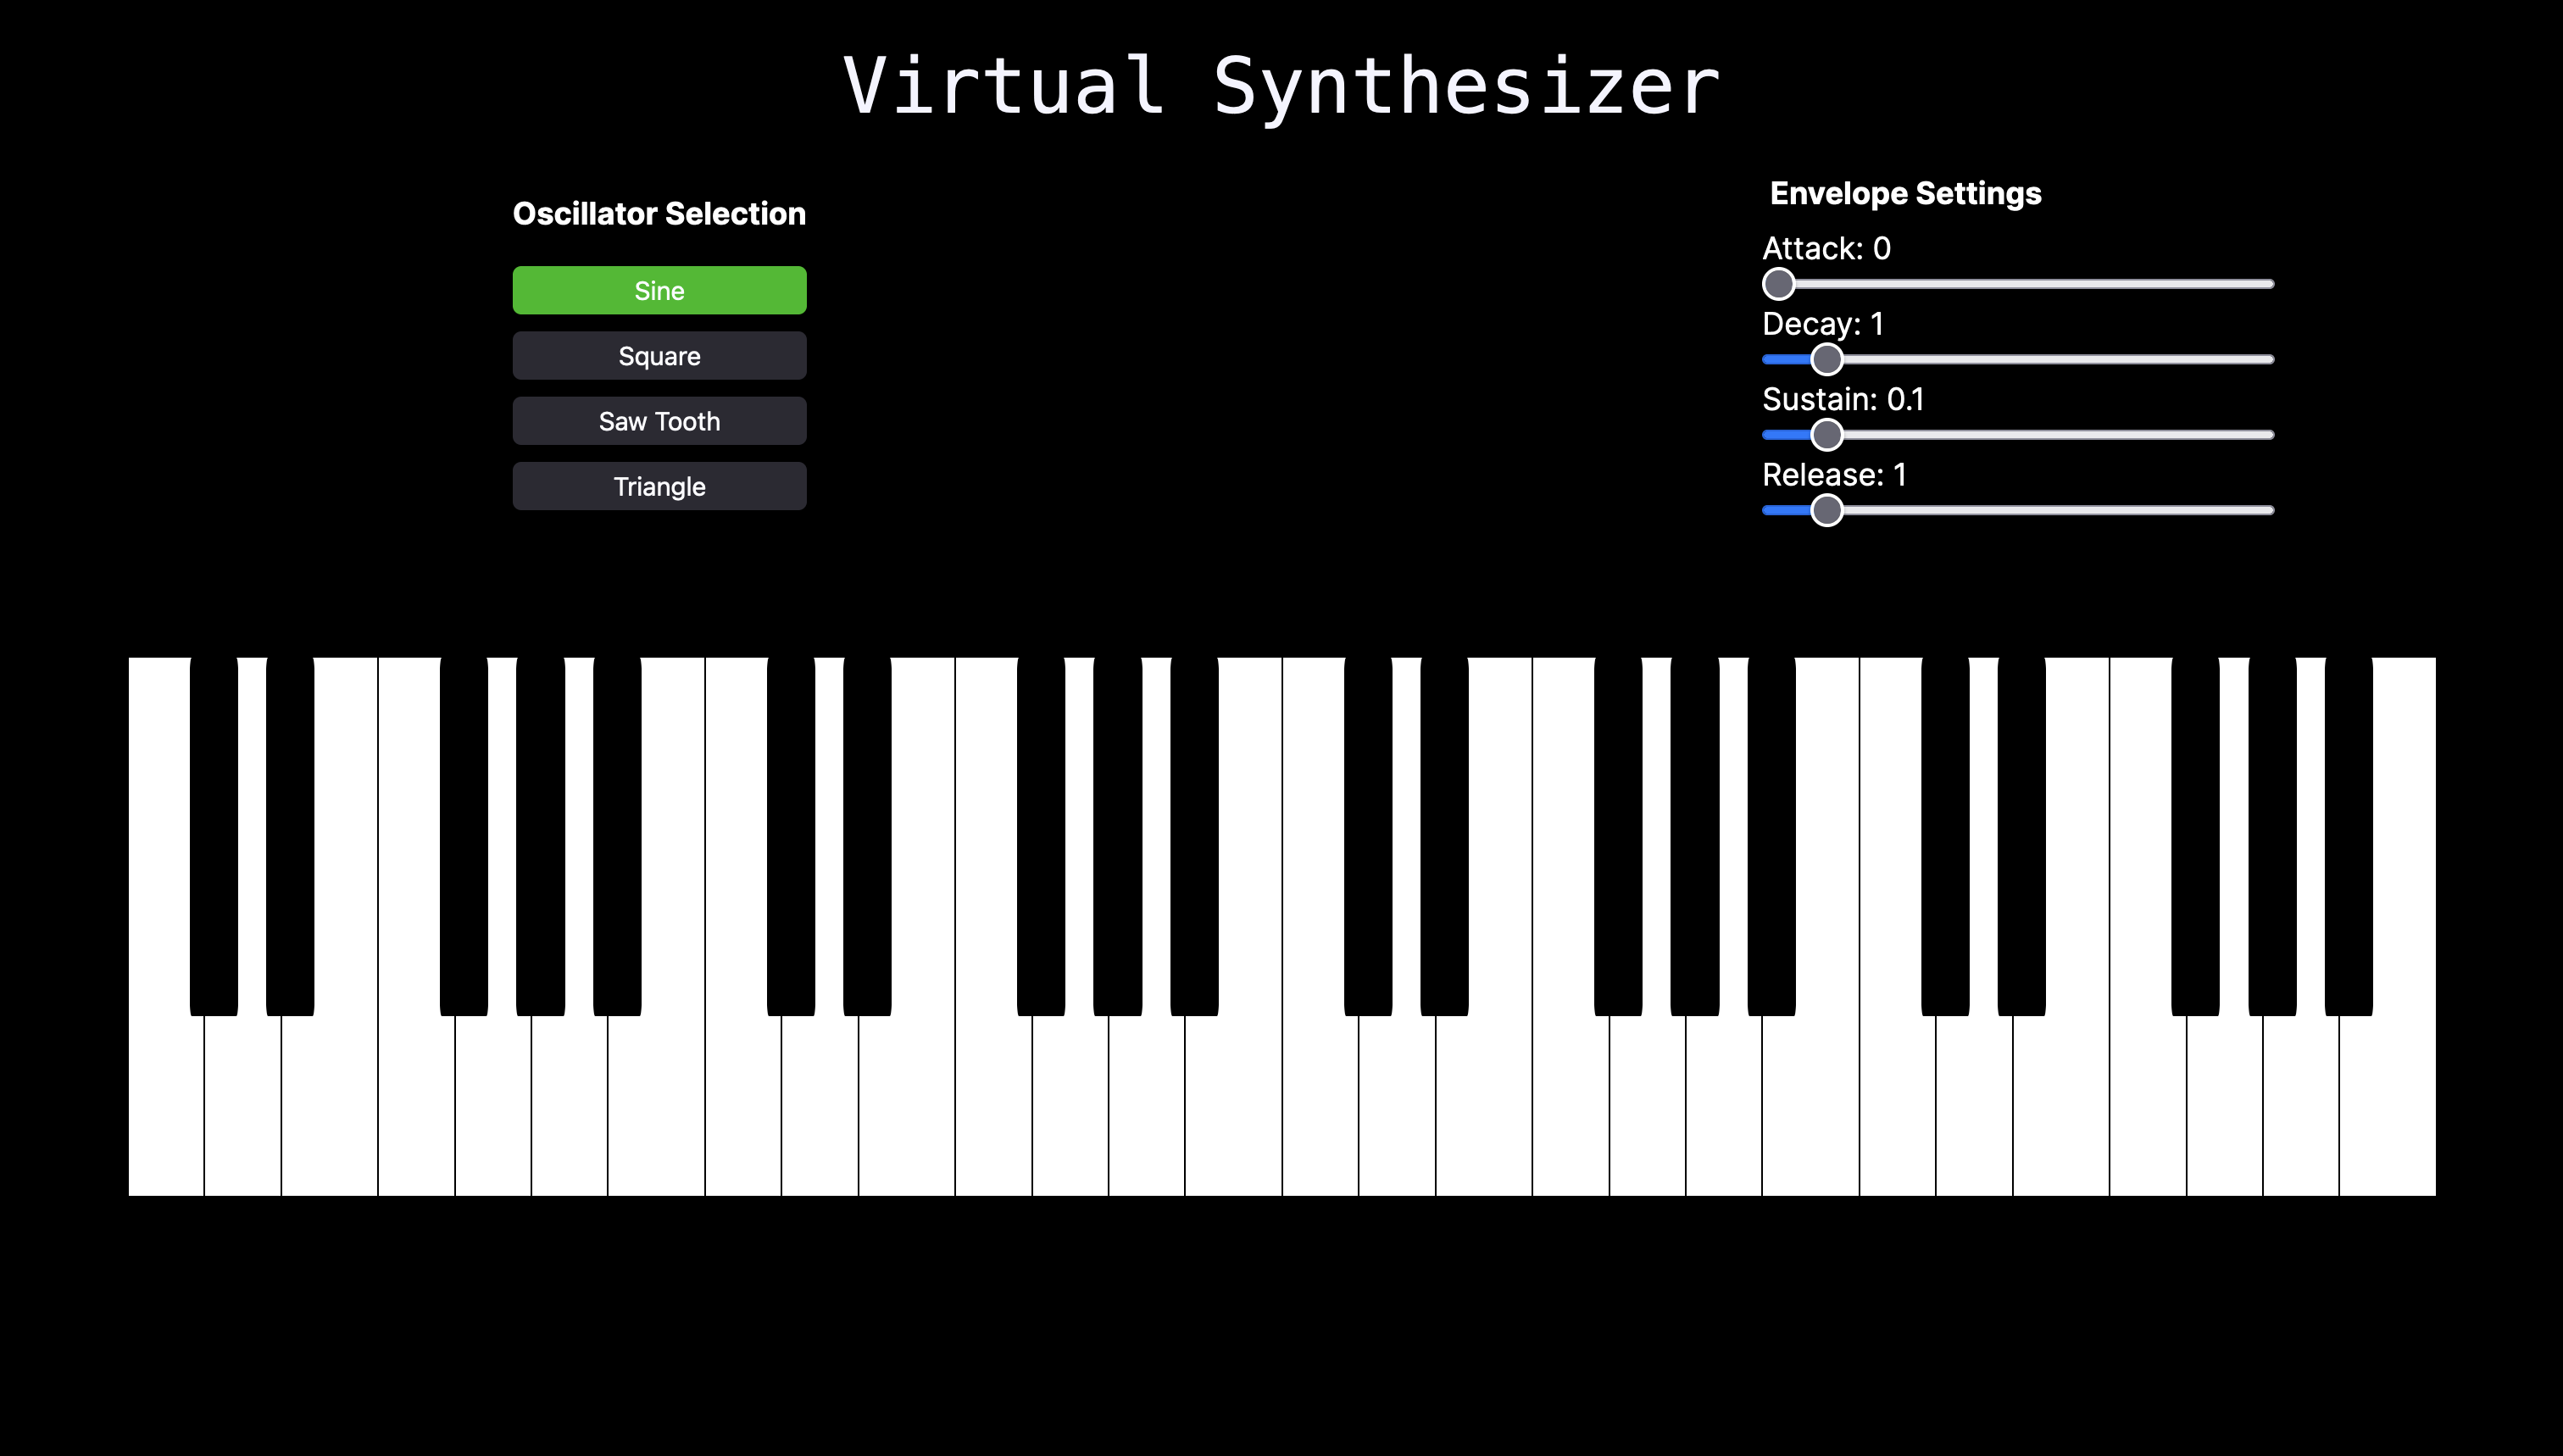 Virtual Synthesizer
Oscillator Selection
Sine
Square
Saw Tooth
Triangle
Envelope Settings
Attack: 0
Decay: 1
Sustain: 0.1
Release: 1